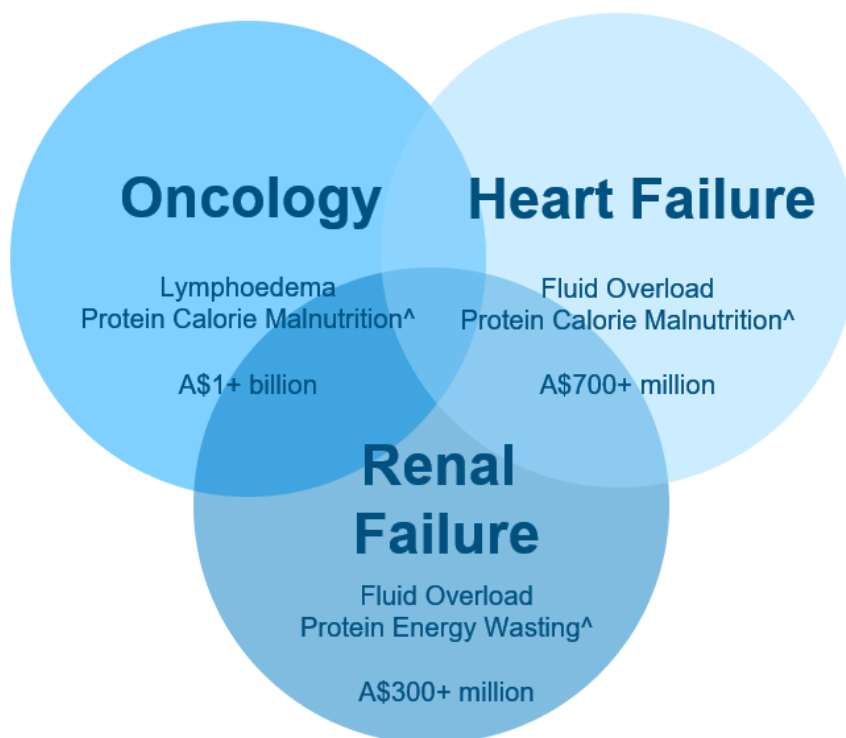 Oncology
Lymphoedema
Protein Calorie Malnutrition^
A$1+ billion
Heart Failure
Fluid Overload
Protein Calorie Malnutrition^
A$700+ million
Renal
Failure
Fluid Overload
Protein Energy Wasting^
A$300+ million